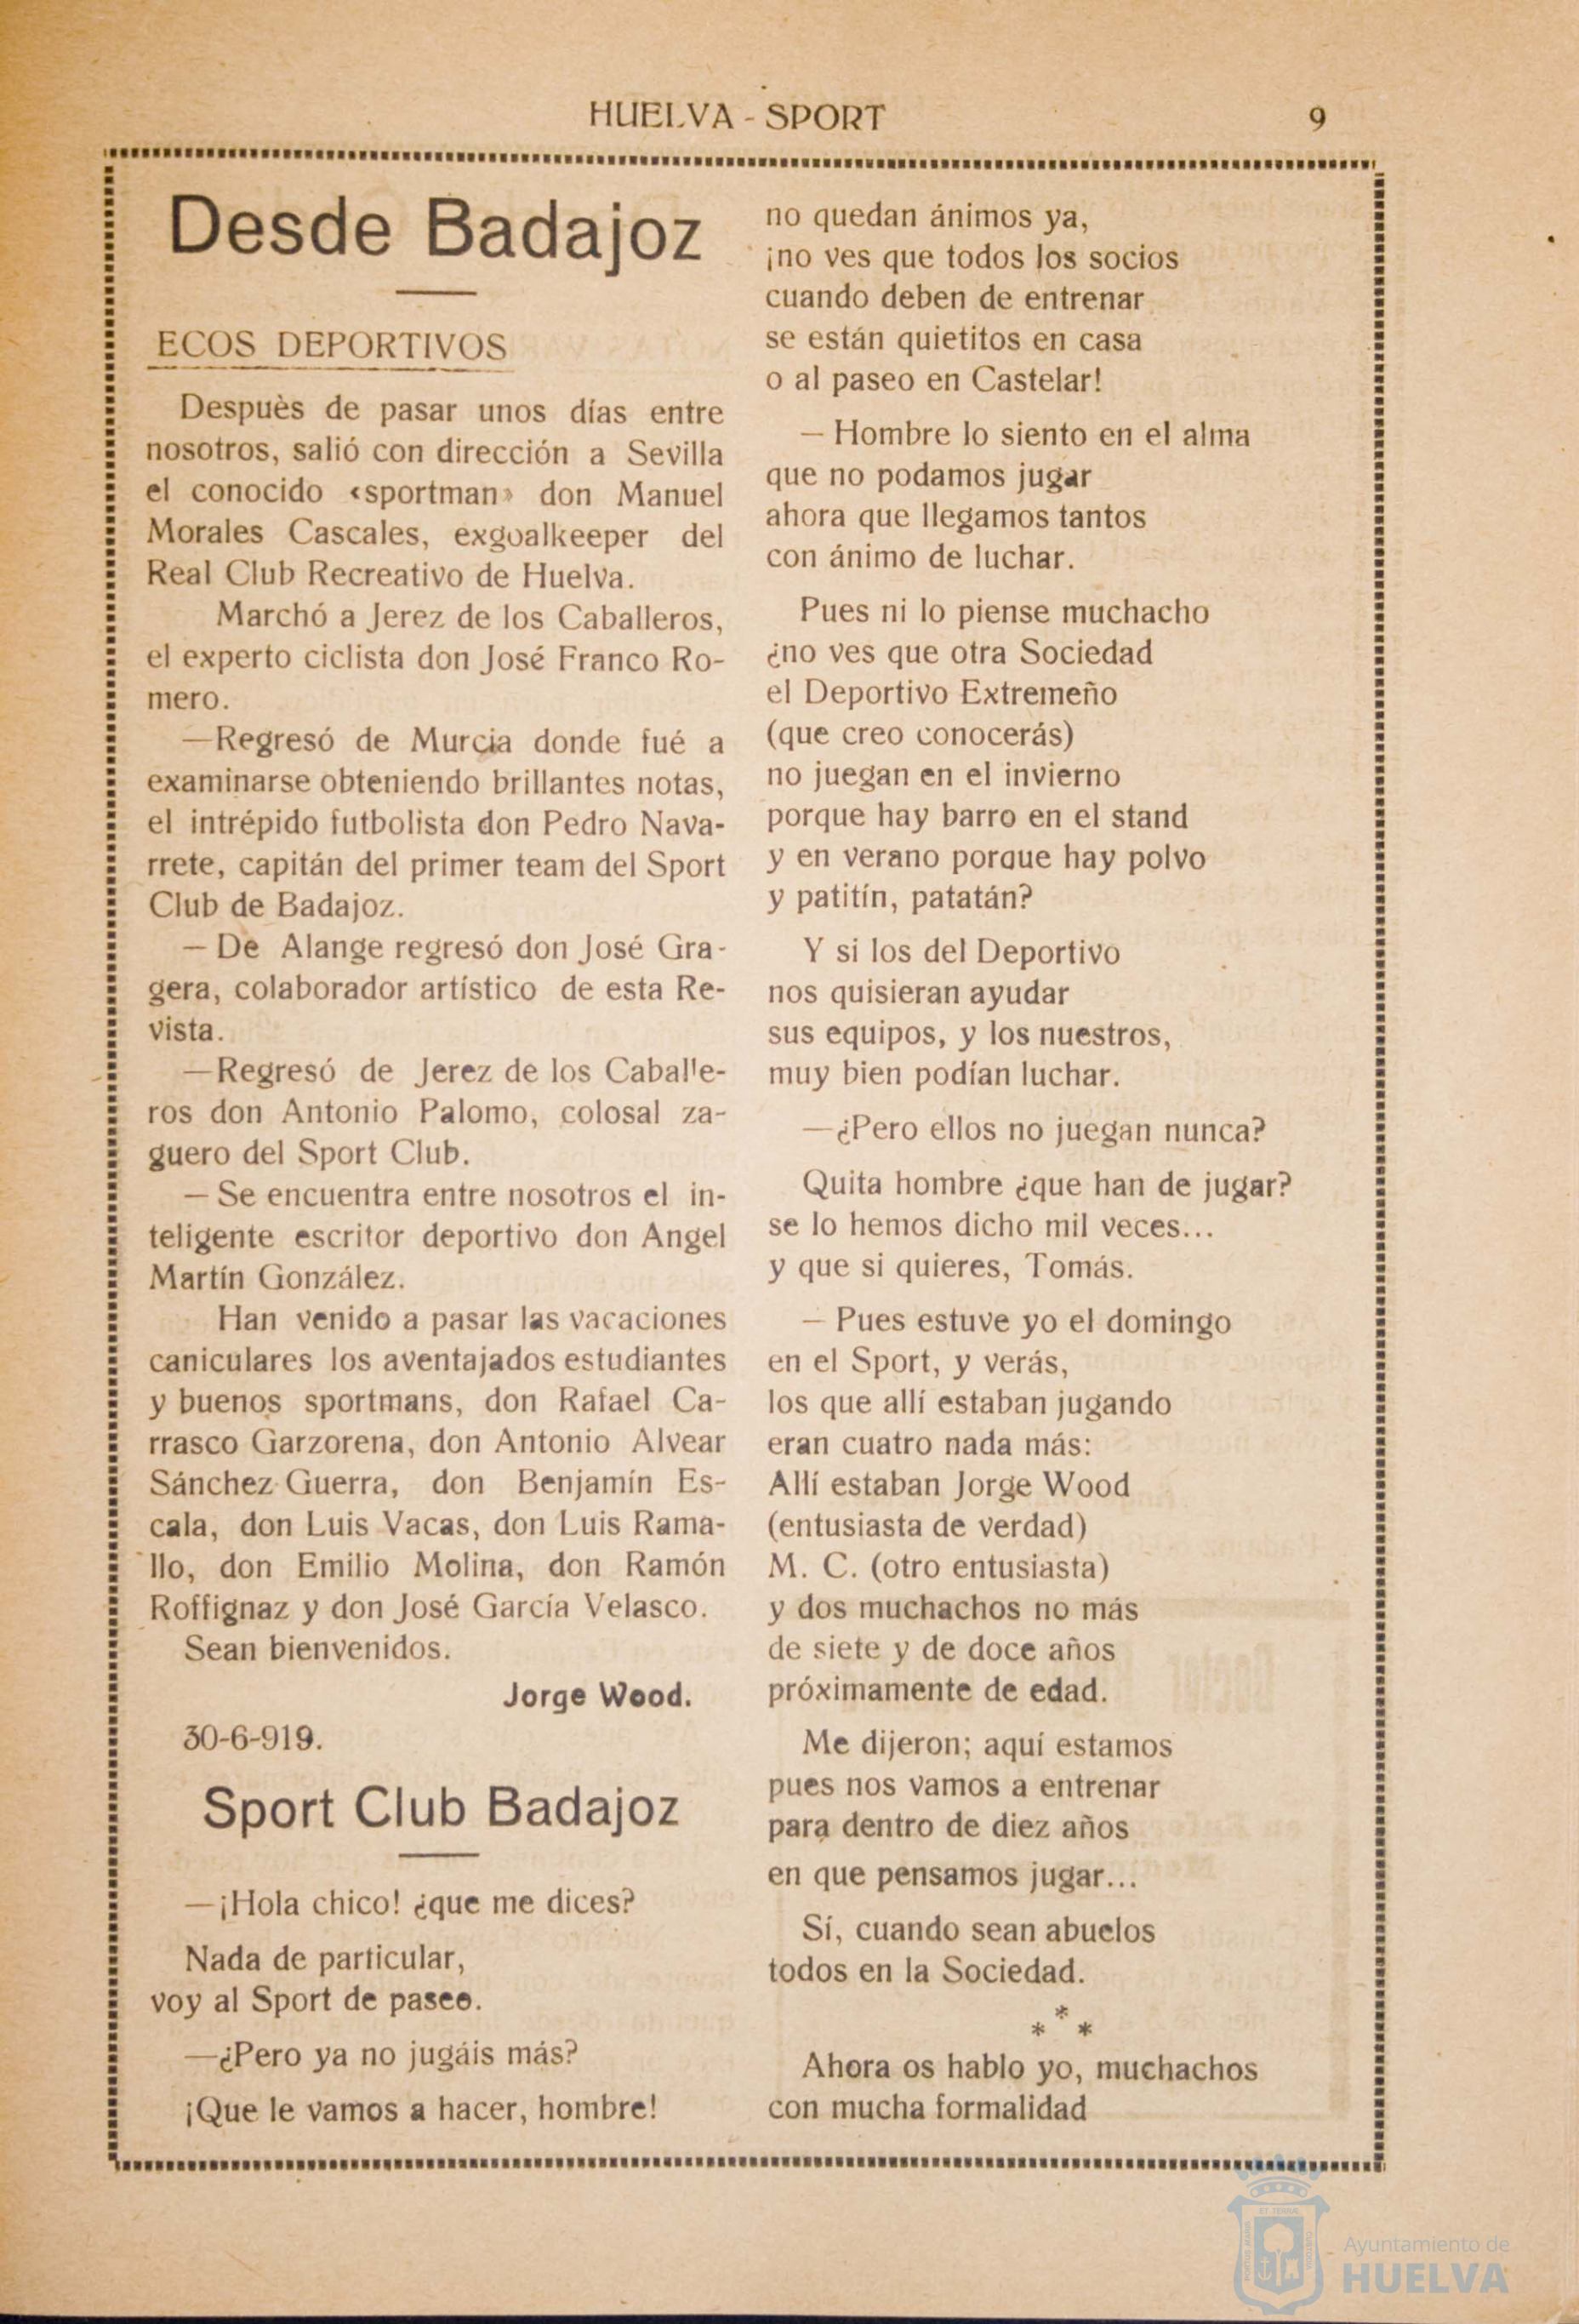 HUELVA - SPORT
9
Desde Badajoz
ECOS DEPORTIVOS
Despuès de pasar unos días entre
nosotros, salió con dirección a Sevilla
el conocido «sportman» don Manuel
Morales Cascales, exgoalkeeper del
Real Club Recreativo de Huelva.
Marchó a Jerez de los Caballeros,
el experto ciclista don José Franco Ro-
mero.
—Regresó de Murcia donde fué a
examinarse obteniendo brillantes notas,
el intrépido futbolista don Pedro Nava-
rrete, capitán del primer team del Sport
Club de Badajoz.
— De Alange regresó don José Gra-
gera, colaborador artístico de esta Re-
vista.
—Regresó de Jerez de los Caballe-
ros don Antonio Palomo, colosal za-
guero del Sport Club.
— Se encuentra entre nosotros el in-
teligente escritor deportivo don Angel
Martín González.
Han venido a pasar las vacaciones
caniculares los aventajados estudiantes
y buenos sportmans, don Rafael Ca-
rrasco Garzorena, don Antonio Alvear
Sánchez Guerra, don Benjamín Es-
cala, don Luis Vacas, don Luis Rama-
llo, don Emilio Molina, don Ramón
Roffignaz y don José García Velasco.
Sean bienvenidos.
Jorge Wood.
30-6-919.
Sport Club Badajoz
—¡Hola chico! ¿que me dices?
Nada de particular,
voy al Sport de paseo.
—¿Pero ya no jugáis más?
¡Que le vamos a hacer, hombre!
no quedan ánimos ya,
¡no ves que todos los socios
cuando deben de entrenar
se están quietitos en casa
o al paseo en Castelar!
— Hombre lo siento en el alma
que no podamos jugar
ahora que llegamos tantos
con ánimo de luchar.
Pues ni lo piense muchacho
¿no ves que otra Sociedad
el Deportivo Extremeño
(que creo conocerás)
no juegan en el invierno
porque hay barro en el stand
y en verano porque hay polvo
y patitín, patatán?
Y si los del Deportivo
nos quisieran ayudar
sus equipos, y los nuestros,
muy bien podían luchar.
—¿Pero ellos no juegan nunca?
Quita hombre ¿que han de jugar?
se lo hemos dicho mil veces...
y que si quieres, Tomás.
— Pues estuve yo el domingo
en el Sport, y verás,
los que allí estaban jugando
eran cuatro nada más:
Allí estaban Jorge Wood
(entusiasta de verdad)
M. C. (otro entusiasta)
y dos muchachos no más
de siete y de doce años
próximamente de edad.
Me dijeron; aquí estamos
pues nos vamos a entrenar
para dentro de diez años
en que pensamos jugar...
Sí, cuando sean abuelos
todos en la Sociedad.
* * *
Ahora os hablo yo, muchachos
con mucha formalidad
Ayuntamiento de
HUELVA